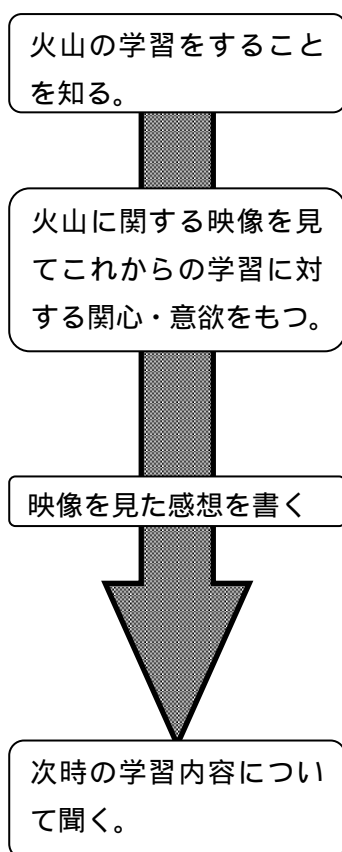 火山の学習をすること
を知る。
火山に関する映像を見
てこれからの学習に対
する関心・意欲をもつ。
映像を見た感想を書く
次時の学習内容につい
て聞く。